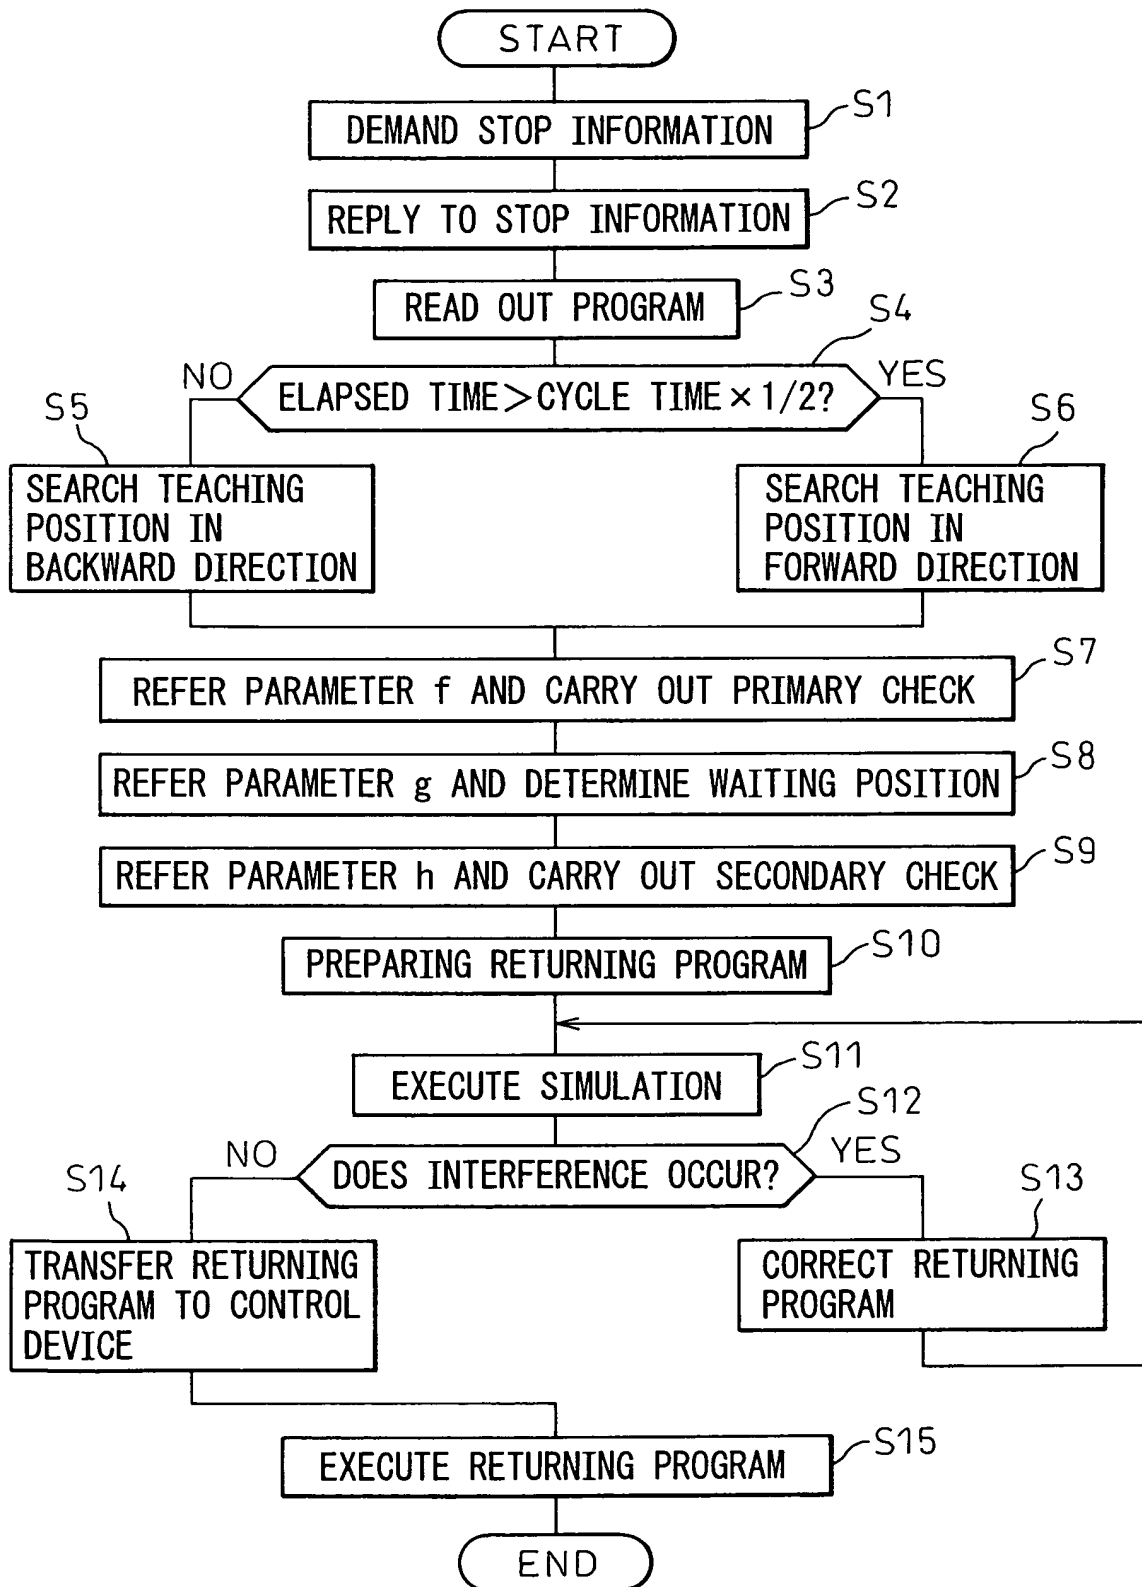 START
S1
DEMAND STOP INFORMATION
S2
REPLY TO STOP INFORMATION
S3
READ OUT PROGRAM
S4
NO
ELAPSED TIME>CYCLE TIME×1/2?
YES
S5
SEARCH TEACHING
POSITION IN
BACKWARD DIRECTION
S6
SEARCH TEACHING
POSITION IN
FORWARD DIRECTION
S7
REFER PARAMETER f AND CARRY OUT PRIMARY CHECK
S8
REFER PARAMETER g AND DETERMINE WAITING POSITION
S9
REFER PARAMETER h AND CARRY OUT SECONDARY CHECK
S10
PREPARING RETURNING PROGRAM
S11
EXECUTE SIMULATION
S12
NO
DOES INTERFERENCE OCCUR?
YES
S14
TRANSFER RETURNING
PROGRAM TO CONTROL
DEVICE
S13
CORRECT RETURNING
PROGRAM
S15
EXECUTE RETURNING PROGRAM
END